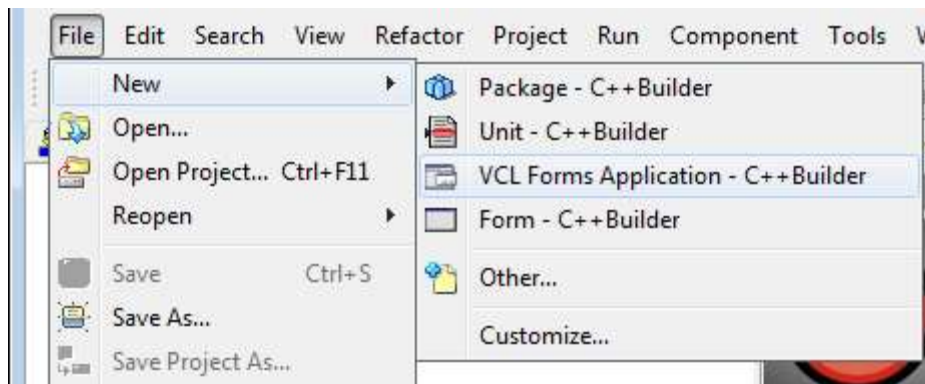 File Edit Search View Refactor Project Run Component Tools
New
Open...
Open Project... Ctrl+F11
Reopen
Save Ctrl+S
Save As...
Save Project As...
Package - C++Builder
Unit - C++Builder
VCL Forms Application - C++Builder
Form - C++Builder
Other...
Customize...